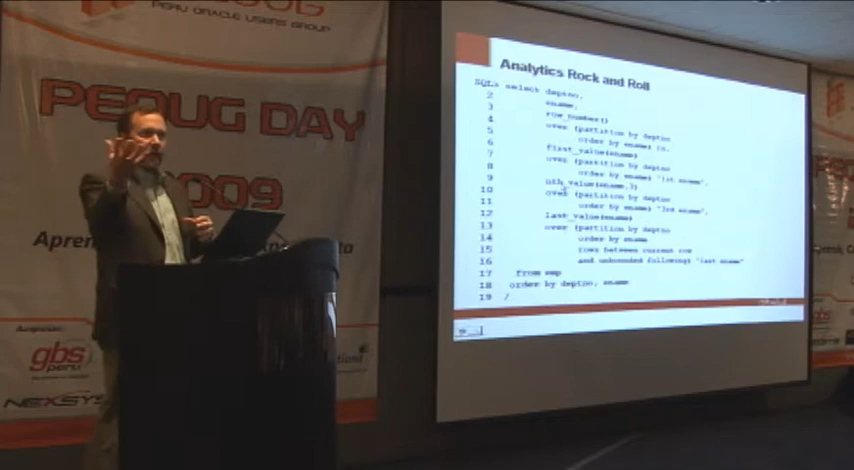 PERU ORACLE USERS GROUP
PEOUG DAY
2009
Auspician:
gbs
peru
NEXSYS
Analytics Rock and Roll
SQL> select deptno,
2 ename,
3 row_number()
4 over (partition by deptno
5 order by ename) rn,
6 first_value(ename)
7 over (partition by deptno
8 order by ename) "1st ename",
9 nth_value(ename,3)
10 over (partition by deptno
11 order by ename) "3rd ename",
12 last_value(ename)
13 over (partition by deptno
14 order by ename
15 rows between current row
16 and unbounded following) "last ename"
17 from emp
18 order by deptno, ename
19 /
gbs